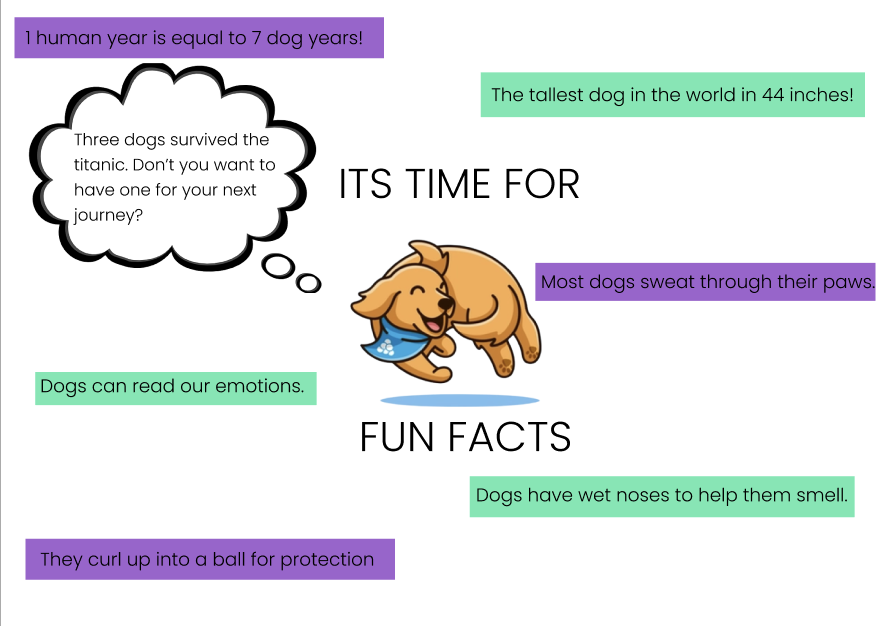 1 human year is equal to 7 dog years!
The tallest dog in the world in 44 inches!
Three dogs survived the
titanic. Don't you want to
have one for your next
journey?
ITS TIME FOR
Most dogs sweat through their paws.
Dogs can read our emotions.
FUN FACTS
Dogs have wet noses to help them smell.
They curl up into a ball for protection